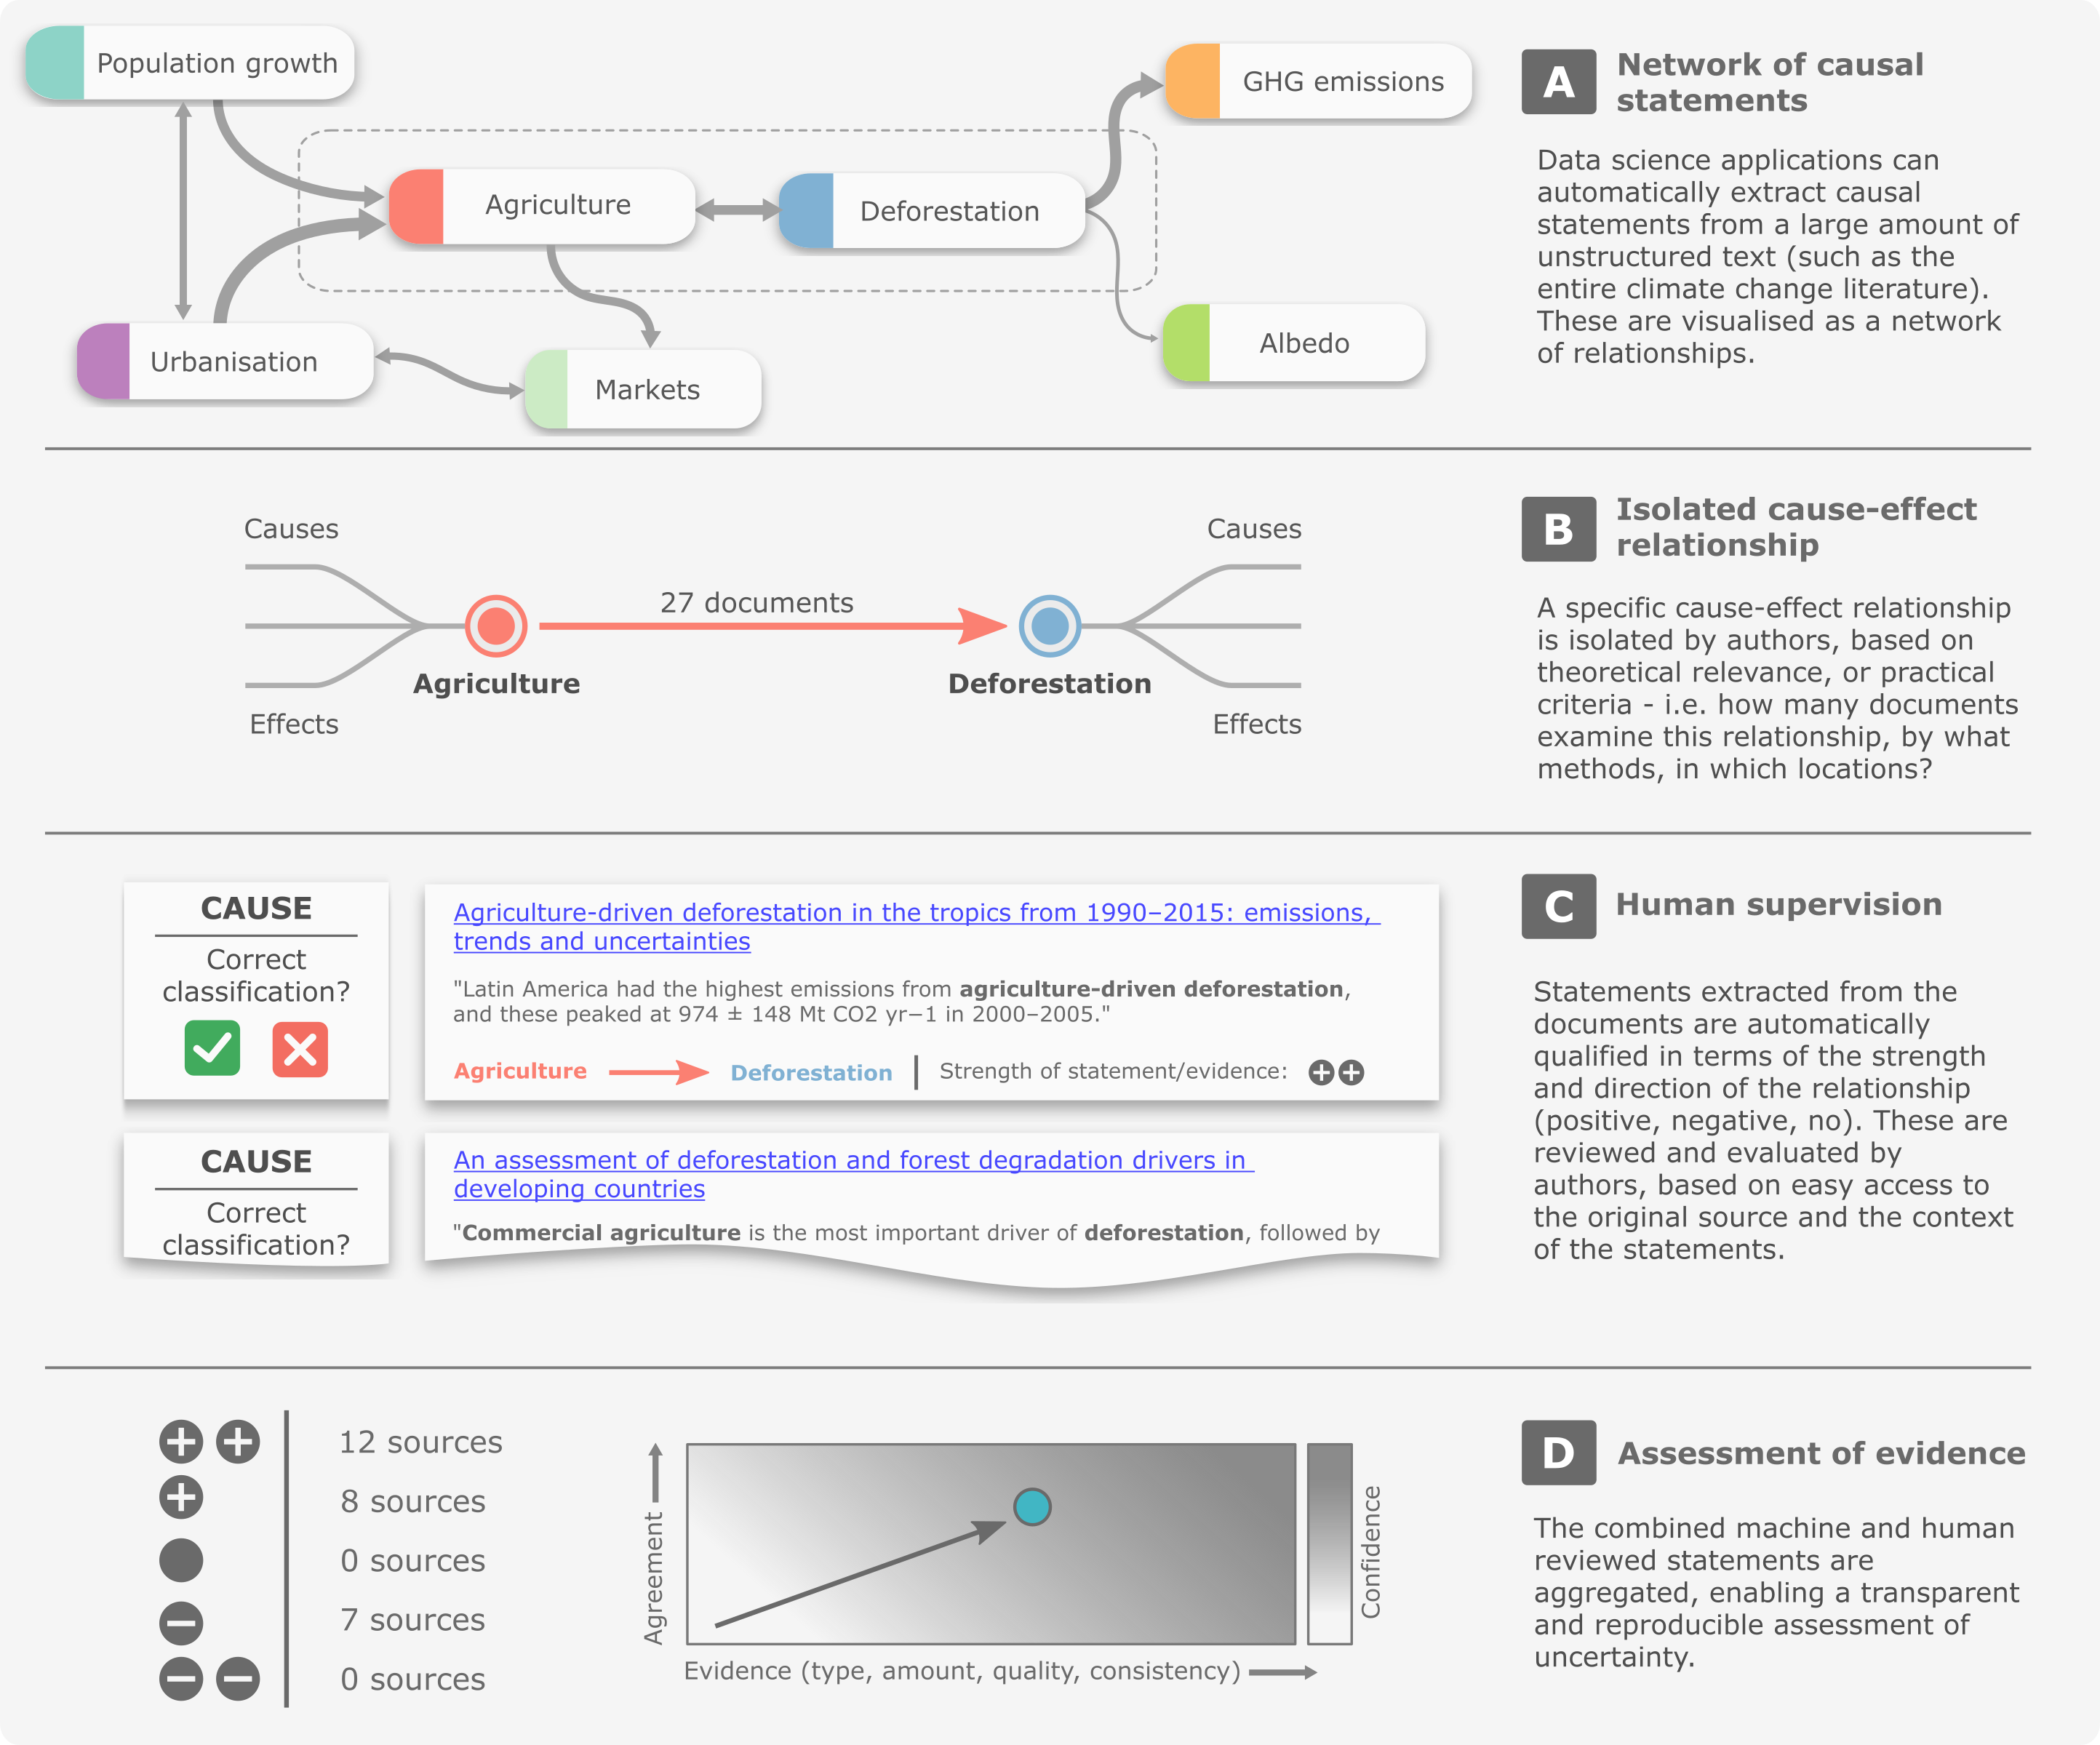 Population growth
GHG emissions
Agriculture
Deforestation
Urbanisation
Markets
Albedo
A
Network of causal
statements
Data science applications can
automatically extract causal
statements from a large amount of
unstructured text (such as the
entire climate change literature).
These are visualised as a network
of relationships.
Causes
Effects
Agriculture
27 documents
Deforestation
Causes
Effects
B
Isolated cause-effect
relationship
A specific cause-effect relationship
is isolated by authors, based on
theoretical relevance, or practical
criteria - i.e. how many documents
examine this relationship, by what
methods, in which locations?
CAUSE
Correct
classification?
Agriculture-driven deforestation in the tropics from 1990–2015: emissions,
trends and uncertainties
"Latin America had the highest emissions from agriculture-driven deforestation,
and these peaked at 974 ± 148 Mt CO2 yr−1 in 2000–2005."
Agriculture Deforestation Strength of statement/evidence:
CAUSE
Correct
classification?
An assessment of deforestation and forest degradation drivers in
developing countries
"Commercial agriculture is the most important driver of deforestation, followed by
C
Human supervision
Statements extracted from the
documents are automatically
qualified in terms of the strength
and direction of the relationship
(positive, negative, no). These are
reviewed and evaluated by
authors, based on easy access to
the original source and the context
of the statements.
12 sources
8 sources
0 sources
7 sources
0 sources
Agreement
Evidence (type, amount, quality, consistency)
Confidence
D
Assessment of evidence
The combined machine and human
reviewed statements are
aggregated, enabling a transparent
and reproducible assessment of
uncertainty.